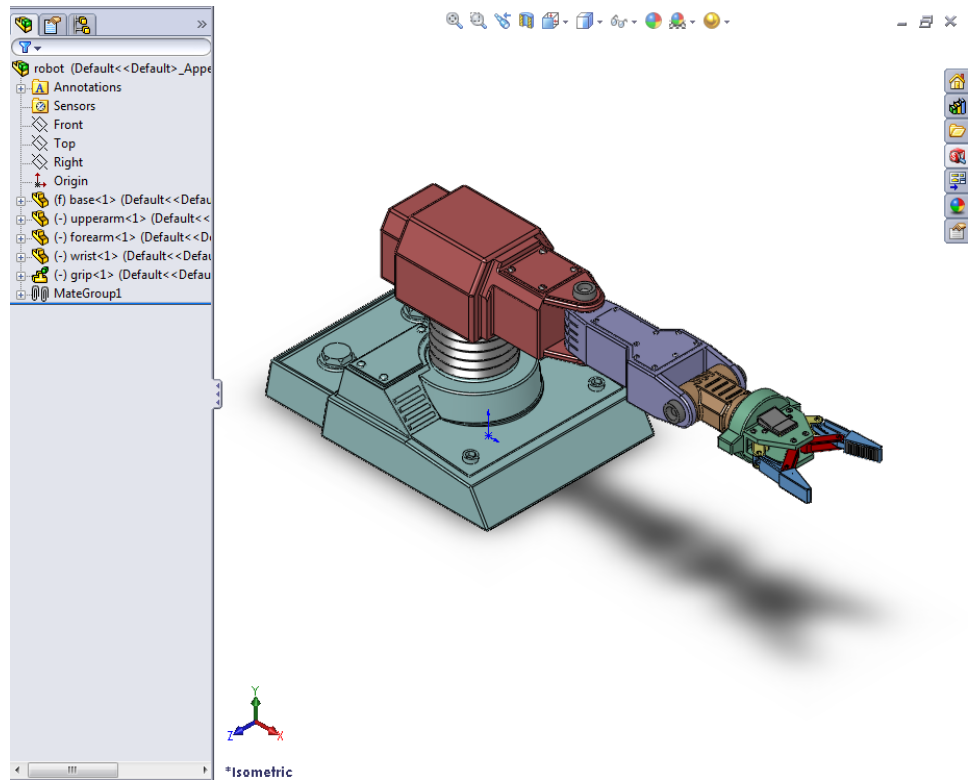 robot (Default<<Default>_Appe
Annotations
Sensors
Front
Top
Right
Origin
(f) base<1> (Default<<Defau
(-) upperarm<1> (Default<<
(-) forearm<1> (Default<<D
(-) wrist<1> (Default<<Defau
(-) grip<1> (Default<<Defau
MateGroup1
Y
Z
X
*Isometric